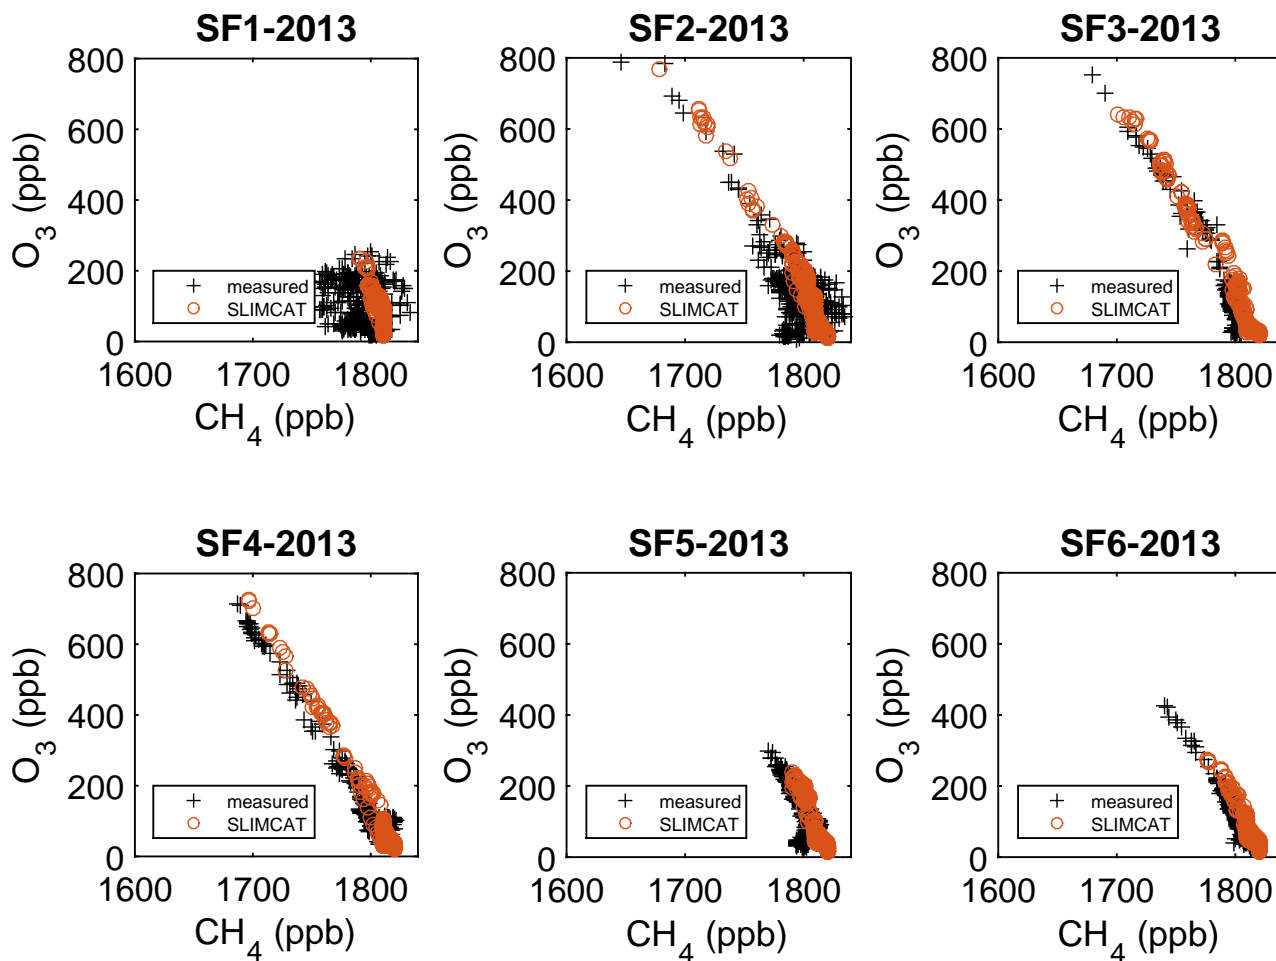 SF1-2013
SF2-2013
SF3-2013
800
600
400
200
0
O3 (ppb)
measured
SLIMCAT
1600 1700 1800
CH4 (ppb)
800
600
400
200
0
O3 (ppb)
measured
SLIMCAT
1600 1700 1800
CH4 (ppb)
800
600
400
200
0
O3 (ppb)
measured
SLIMCAT
1600 1700 1800
CH4 (ppb)
SF4-2013
SF5-2013
SF6-2013
800
600
400
200
0
O3 (ppb)
measured
SLIMCAT
1600 1700 1800
CH4 (ppb)
800
600
400
200
0
O3 (ppb)
measured
SLIMCAT
1600 1700 1800
CH4 (ppb)
800
600
400
200
0
O3 (ppb)
measured
SLIMCAT
1600 1700 1800
CH4 (ppb)